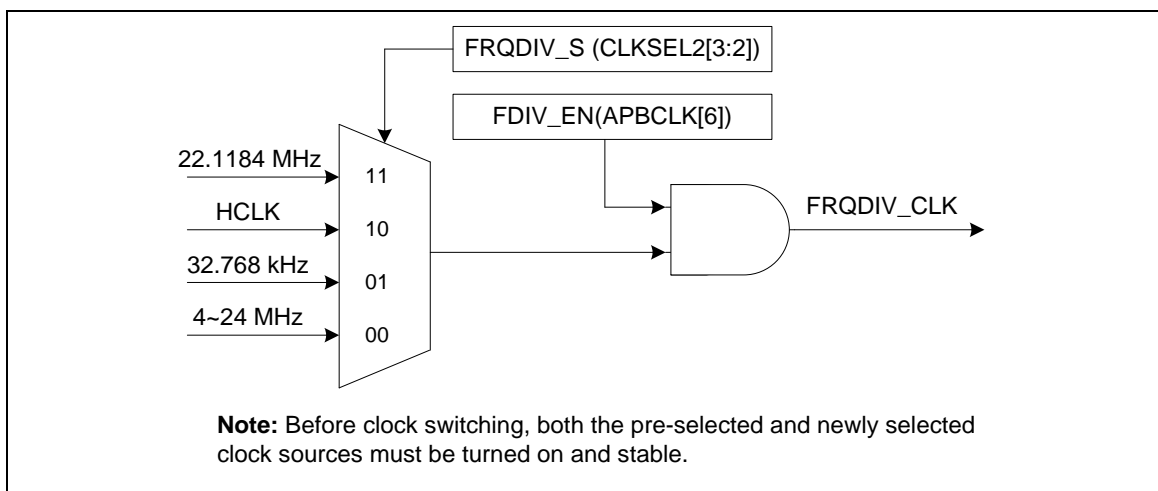 FRQDIV_S (CLKSEL2[3:2])
FDIV_EN(APBCLK[6])
22.1184 MHz
11
HCLK
10
32.768 kHz
01
4~24 MHz
00
FRQDIV_CLK
Note: Before clock switching, both the pre-selected and newly selected
clock sources must be turned on and stable.